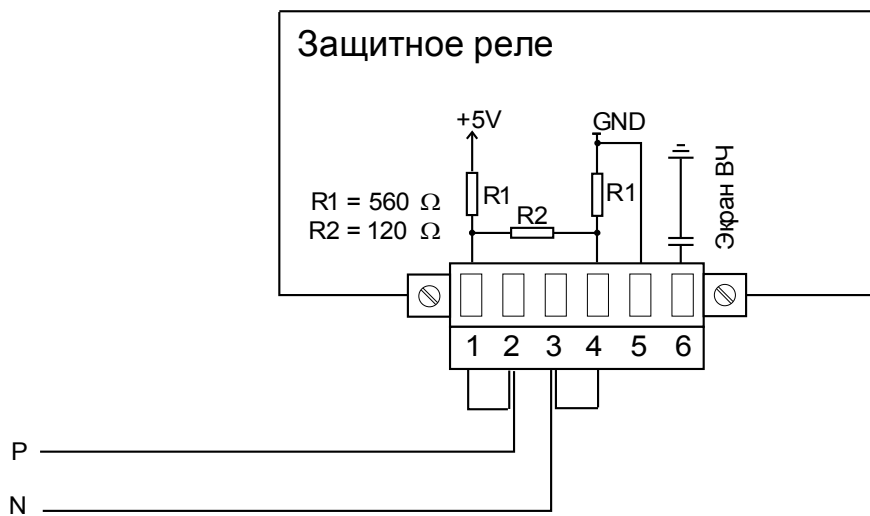 Защитное реле
+5V
GND
R1
R1
R2
R1 = 560 Ω
R2 = 120 Ω
Экран ВЧ
1 2 3 4 5 6
P
N